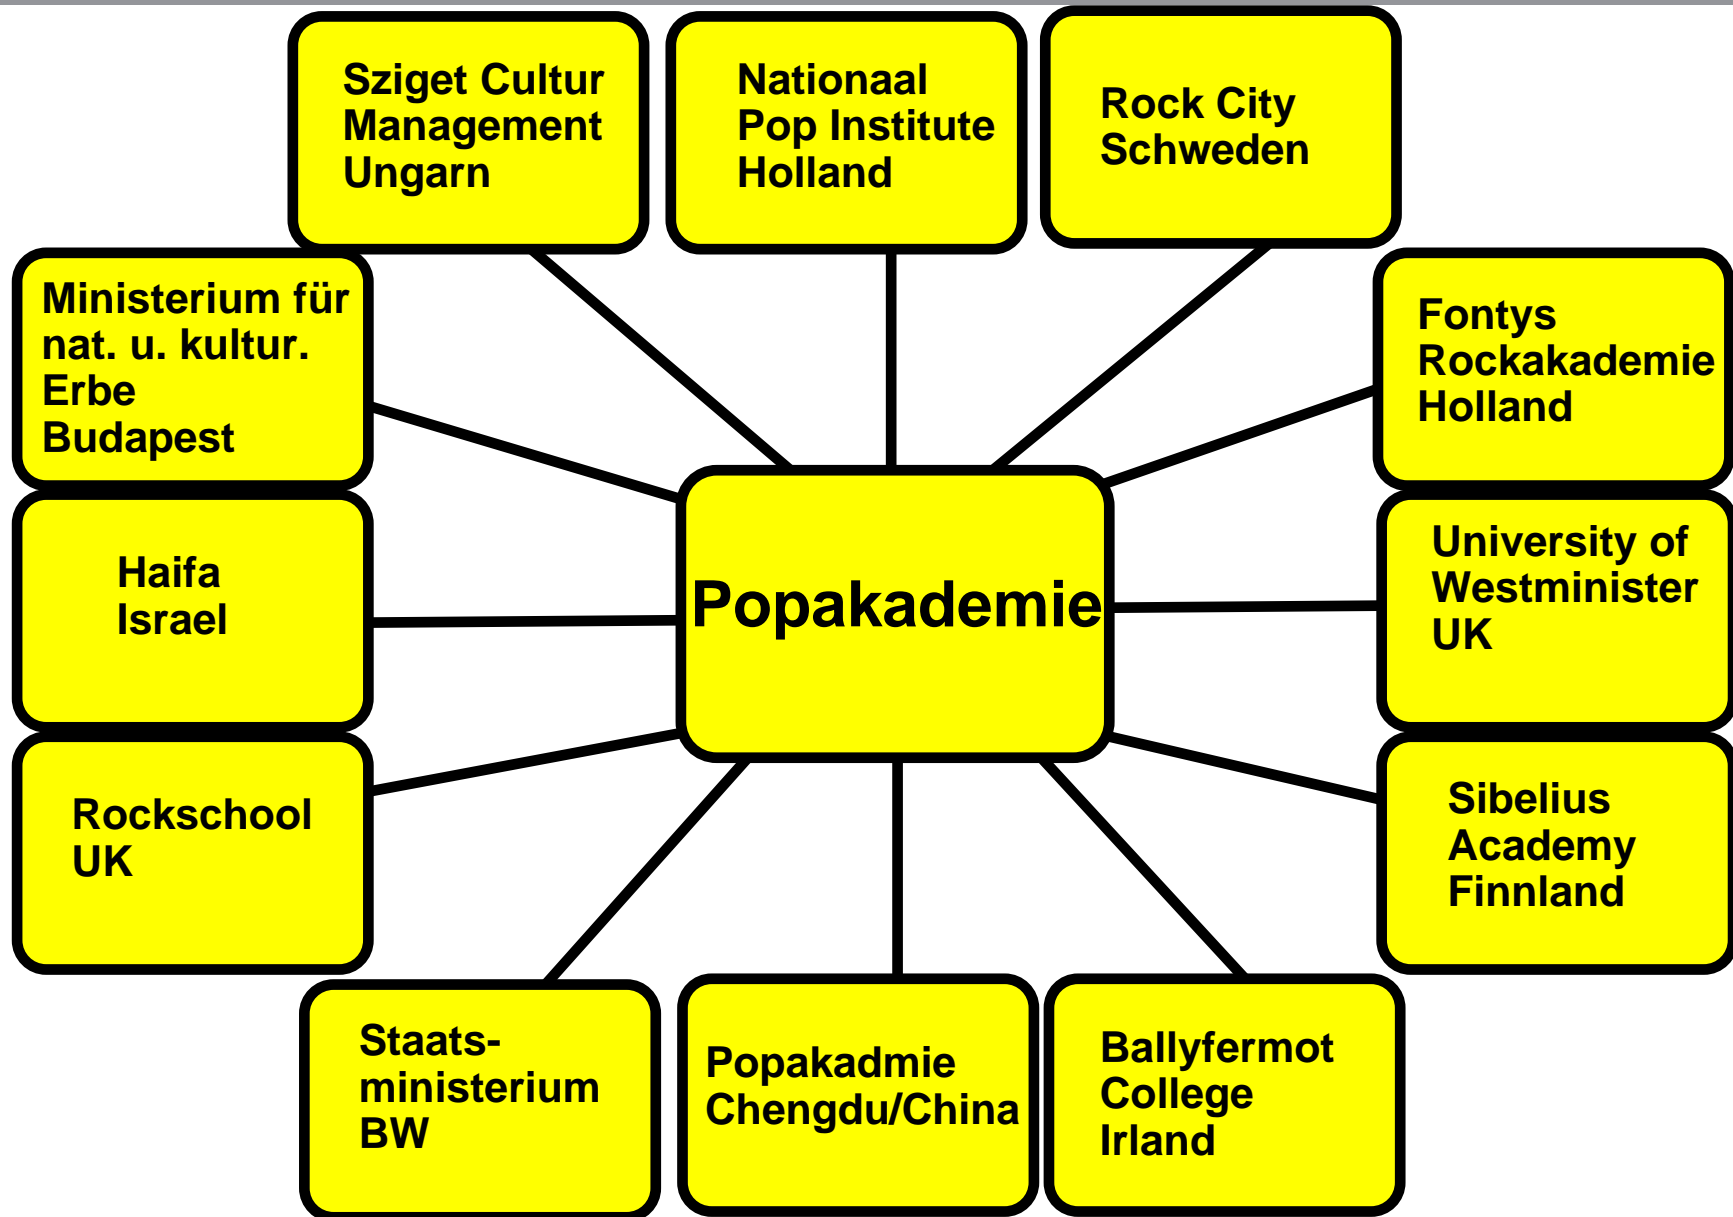 Sziget Cultur
Management
Ungarn
Nationaal
Pop Institute
Holland
Rock City
Schweden
Ministerium für
nat. u. kultur.
Erbe
Budapest
Fontys
Rockakademie
Holland
Haifa
Israel
Popakademie
University of
Westminister
UK
Rockschool
UK
Sibelius
Academy
Finnland
Staats-
ministerium
BW
Popakadmie
Chengdu/China
Ballyfermot
College
Irland